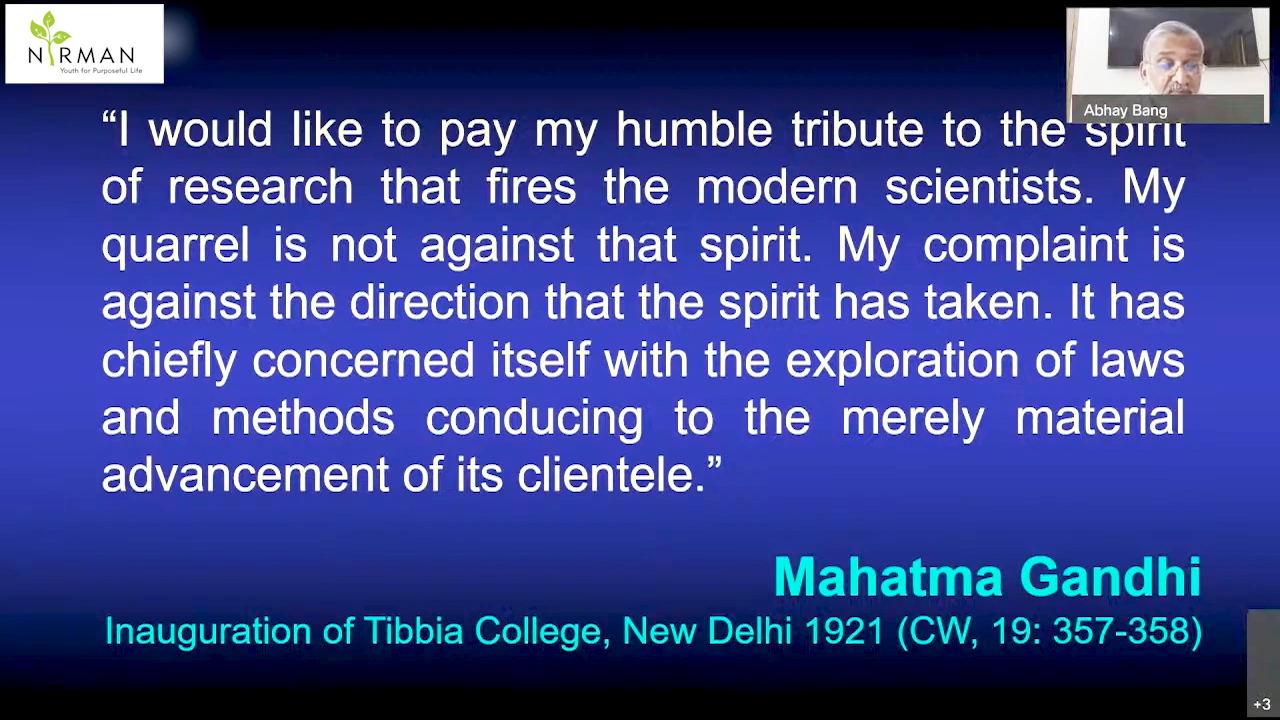 NIRMAN
Youth for Purposeful Life
Abhay Bang
“I would like to pay my humble tribute to the spirit
of research that fires the modern scientists. My
quarrel is not against that spirit. My complaint is
against the direction that the spirit has taken. It has
chiefly concerned itself with the exploration of laws
and methods conducing to the merely material
advancement of its clientele.”
Mahatma Gandhi
Inauguration of Tibbia College, New Delhi 1921 (CW, 19: 357-358)
+3